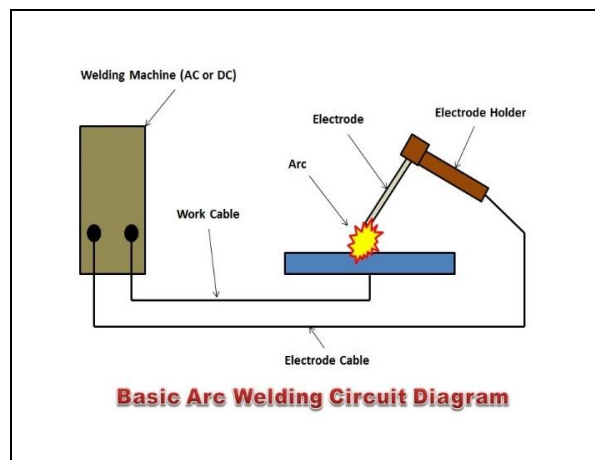 Welding Machine (AC or DC)
Electrode Holder
Electrode
Arc
Work Cable
Electrode Cable
Basic Arc Welding Circuit Diagram